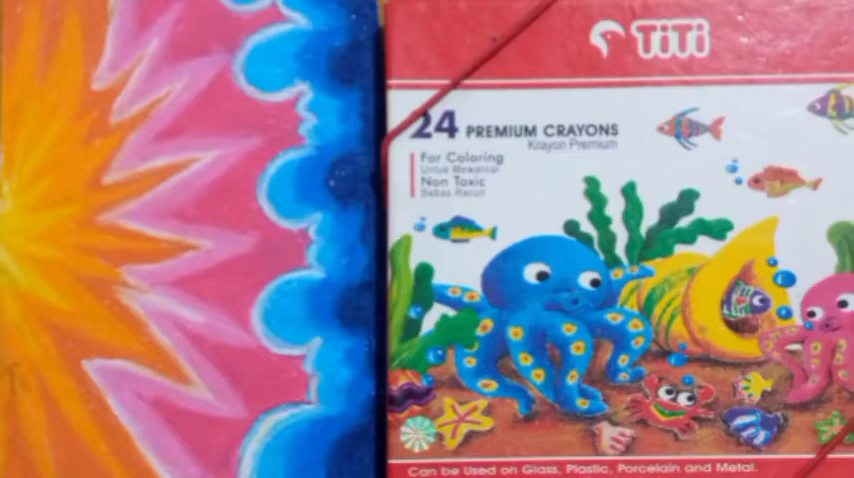 TiTi
24 PREMIUM CRAYONS
Krayon Premium
For Coloring
Untuk Mewarnai
Non Toxic
Bebas Racun
Can be Used on Glass, Plastic, Porcelain and Metal.